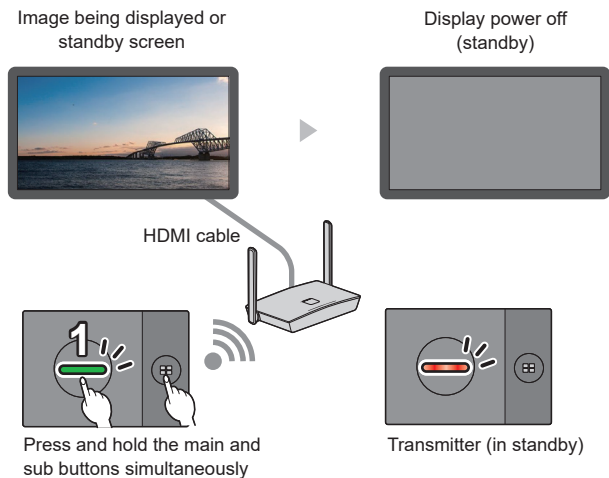 Image being displayed or
standby screen
Display power off
(standby)
HDMI cable
1
Press and hold the main and
sub buttons simultaneously
Transmitter (in standby)